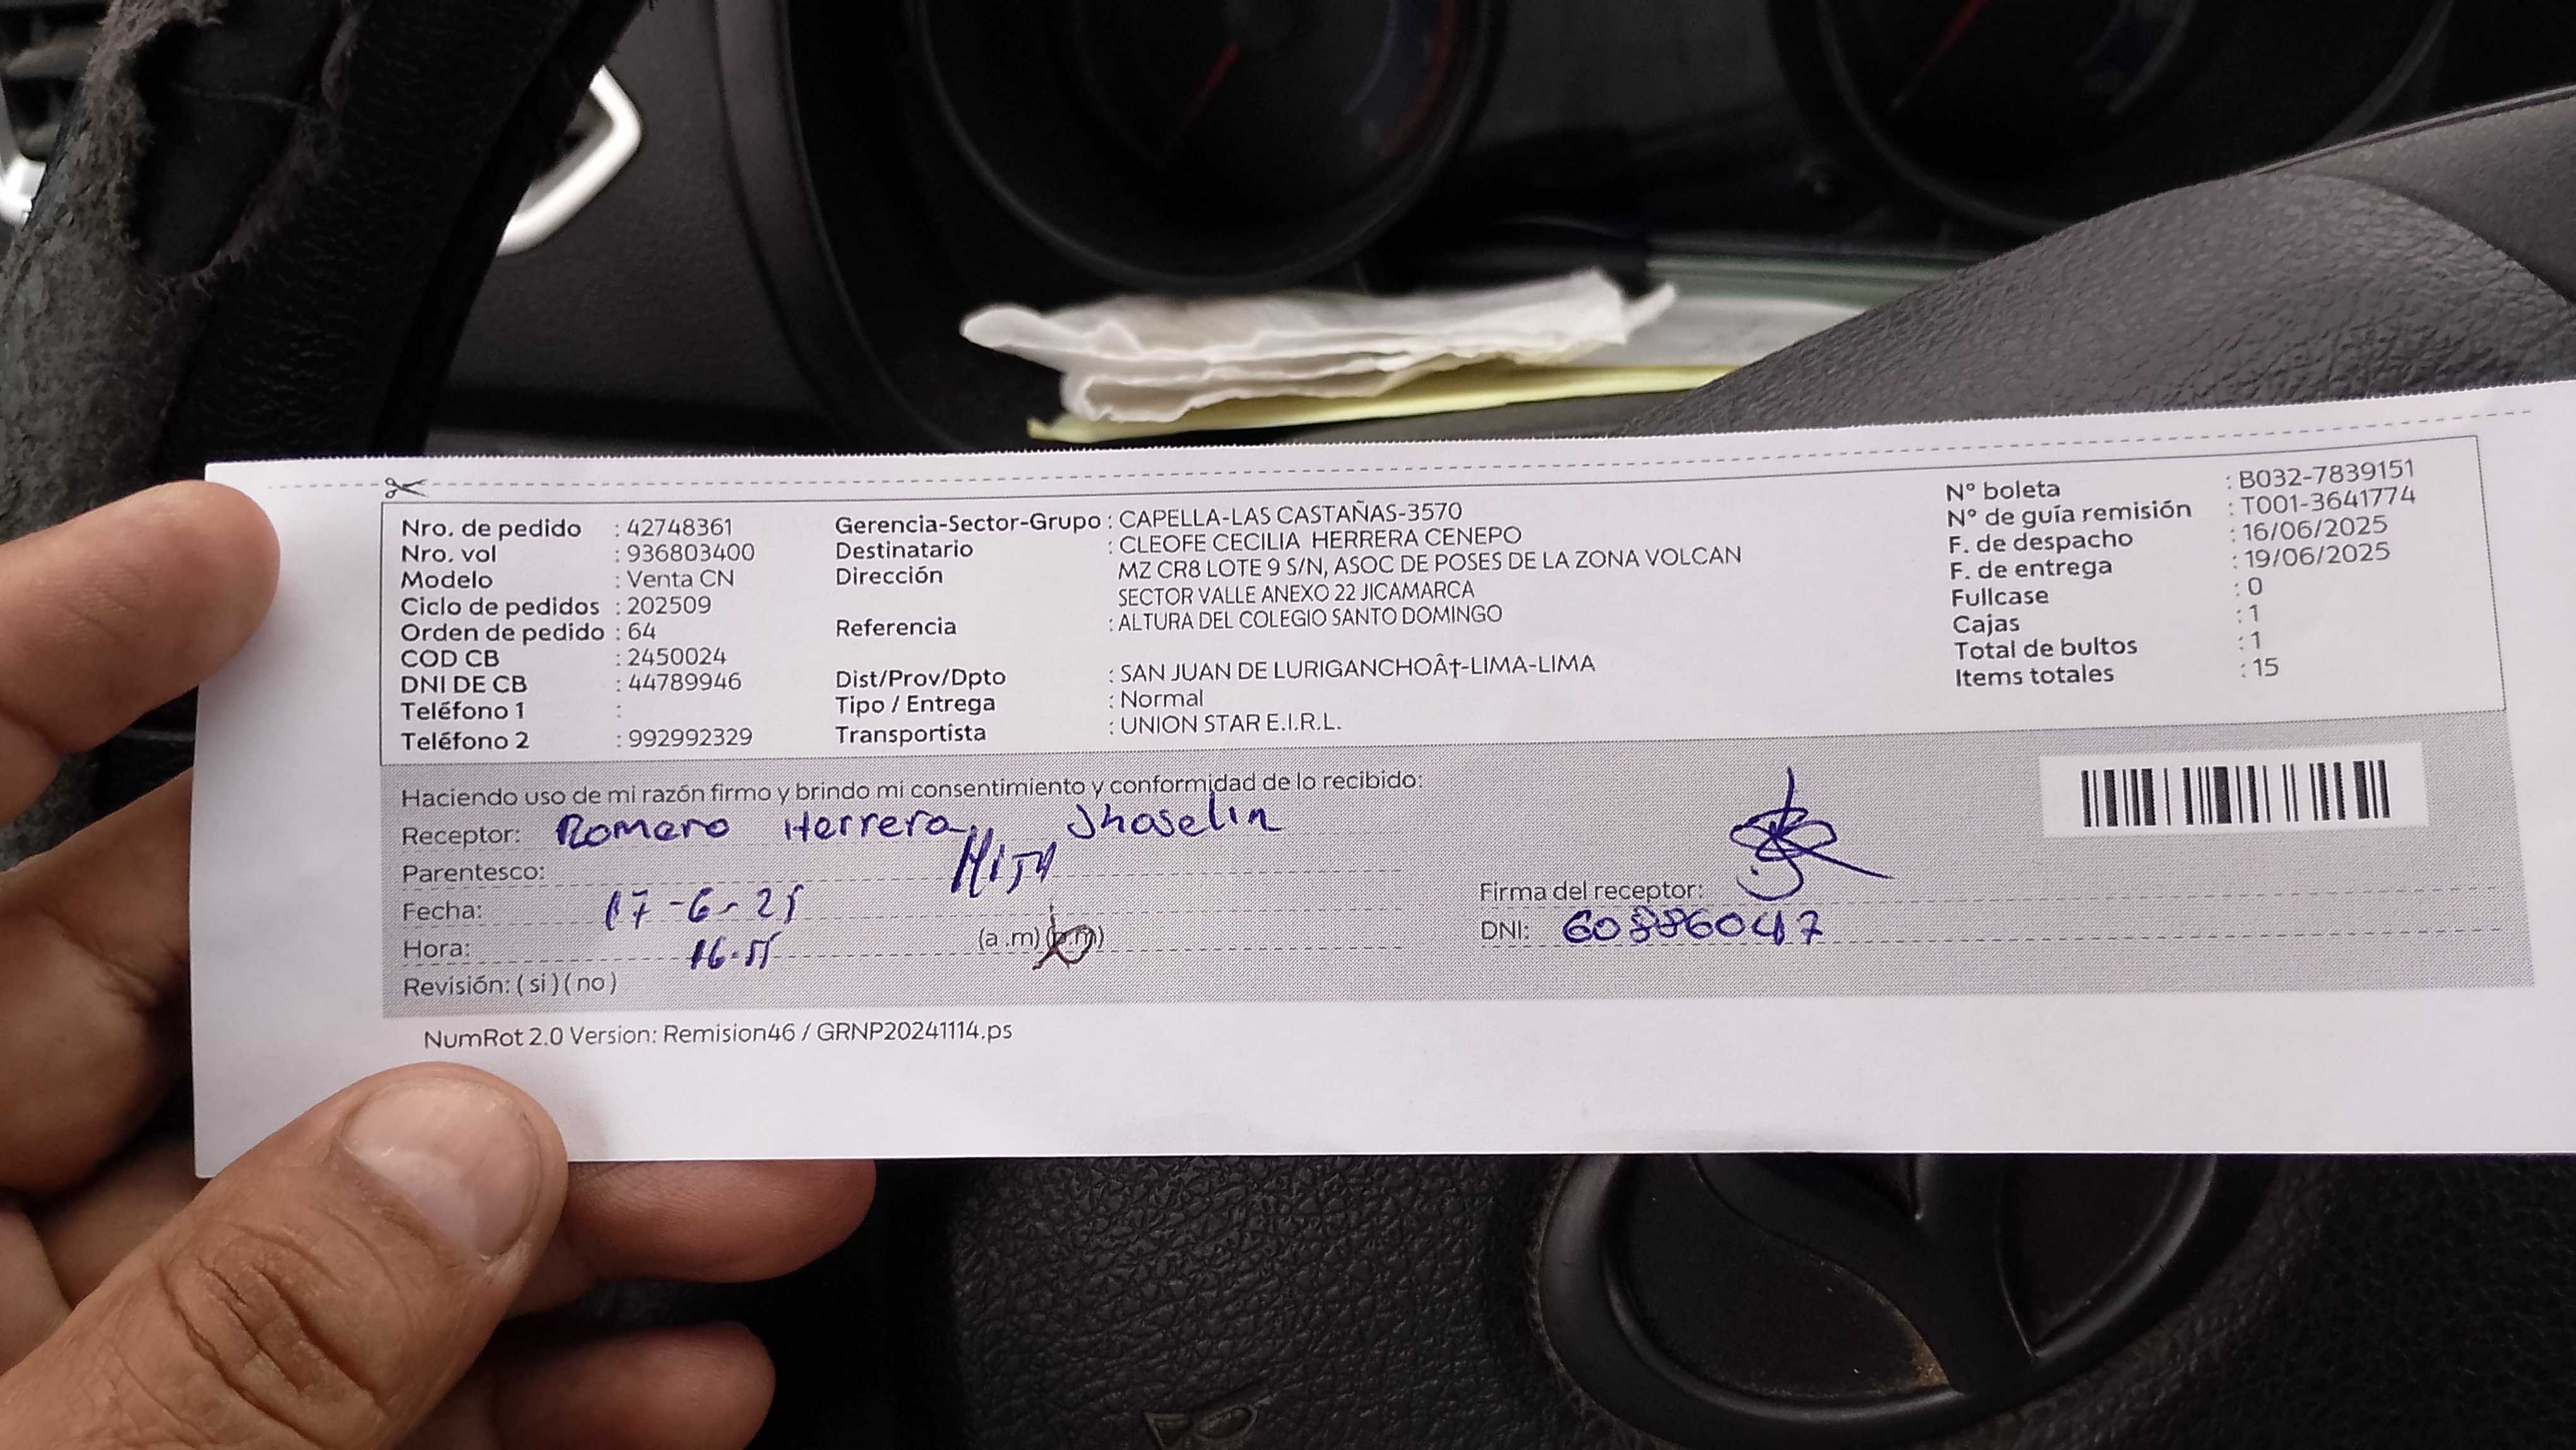 Nro. de pedido : 42748361
Nro. vol : 936803400
Modelo : Venta CN
Ciclo de pedidos : 202509
Orden de pedido : 64
COD CB : 2450024
DNI DE CB : 44789946
Teléfono 1 :
Teléfono 2 : 992992329
Gerencia-Sector-Grupo : CAPELLA-LAS CASTAÑAS-3570
Destinatario : CLEOFE CECILIA HERRERA CENEPO
Dirección MZ CR8 LOTE 9 S/N, ASOC DE POSES DE LA ZONA VOLCAN
SECTOR VALLE ANEXO 22 JICAMARCA
Referencia : ALTURA DEL COLEGIO SANTO DOMINGO
Dist/Prov/Dpto : SAN JUAN DE LURIGANCHOÂ†-LIMA-LIMA
Tipo / Entrega : Normal
Transportista : UNION STAR E.I.R.L.
N° boleta : B032-7839151
N° de guía remisión : T001-3641774
F. de despacho : 16/06/2025
F. de entrega : 19/06/2025
Fullcase : 0
Cajas : 1
Total de bultos : 1
Items totales : 15
Haciendo uso de mi razón firmo y brindo mi consentimiento y conformidad de lo recibido:
Receptor: Romero Herrera, Jhoselin
Parentesco: HIJA
Fecha: 17-6-25
Hora: 16.55 (a.m) (p.m)
Revisión: ( si ) ( no )
Firma del receptor:
DNI: 60886047
NumRot 2.0 Version: Remision46 / GRNP20241114.ps